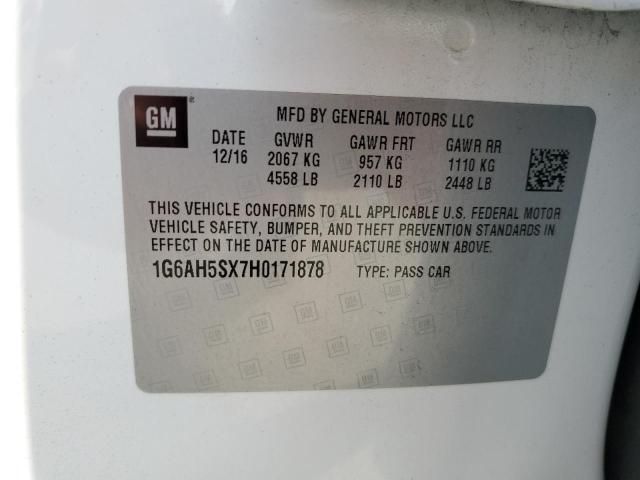 GM
MFD BY GENERAL MOTORS LLC
DATE GVWR GAWR FRT GAWR RR
12/16 2067 KG 957 KG 1110 KG
4558 LB 2110 LB 2448 LB
THIS VEHICLE CONFORMS TO ALL APPLICABLE U.S. FEDERAL MOTOR
VEHICLE SAFETY, BUMPER, AND THEFT PREVENTION STANDARDS IN
EFFECT ON THE DATE OF MANUFACTURE SHOWN ABOVE.
1G6AH5SX7H0171878 TYPE: PASS CAR